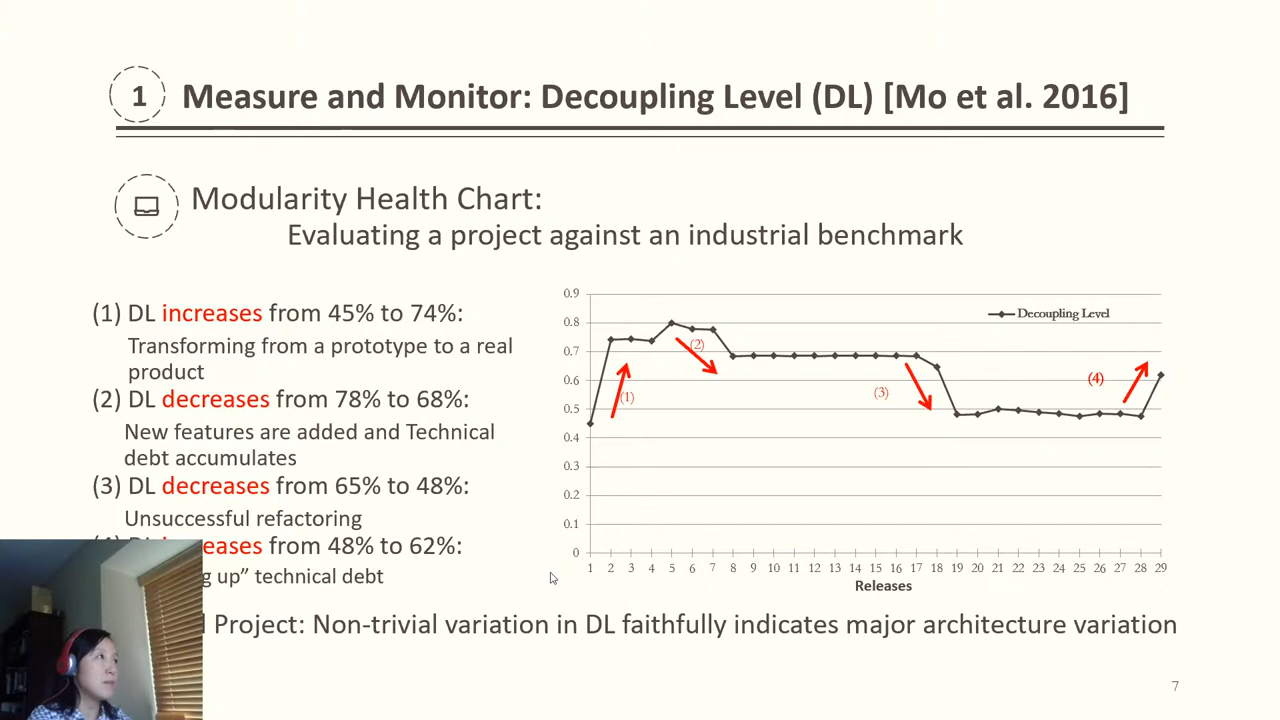 1 Measure and Monitor: Decoupling Level (DL) [Mo et al. 2016]
Modularity Health Chart:
Evaluating a project against an industrial benchmark
(1) DL increases from 45% to 74%:
Transforming from a prototype to a real
product
(2) DL decreases from 78% to 68%:
New features are added and Technical
debt accumulates
(3) DL decreases from 65% to 48%:
Unsuccessful refactoring
from 48% to 62%:
up” technical debt
0.9
0.8
0.7
0.6
0.5
0.4
0.3
0.2
0.1
0
Decoupling Level
(1)
(2)
(3)
(4)
1 2 3 4 5 6 7 8 9 10 11 12 13 14 15 16 17 18 19 20 21 22 23 24 25 26 27 28 29
Releases
Project: Non-trivial variation in DL faithfully indicates major architecture variation
7